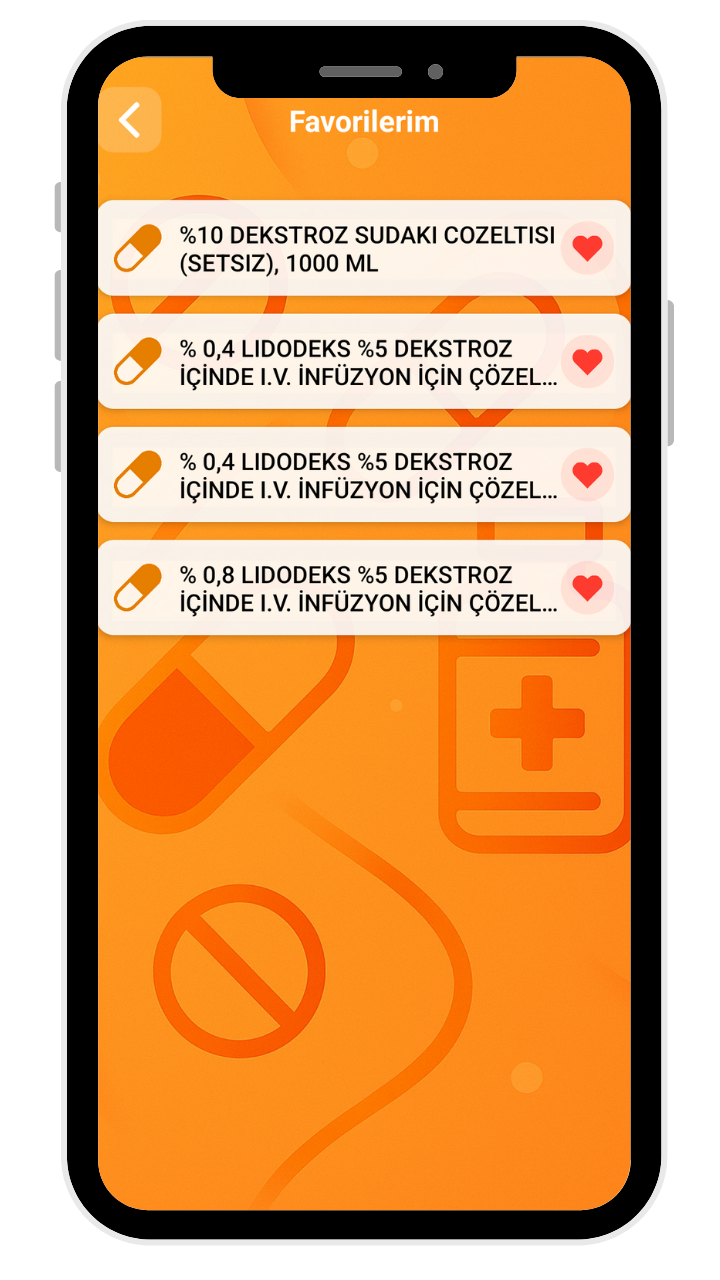 Favorilerim
%10 DEKSTROZ SUDAKI COZELTISI
(SETSIZ), 1000 ML
% 0,4 LIDODEKS %5 DEKSTROZ
İÇİNDE I.V. İNFÜZYON İÇİN ÇÖZEL...
% 0,4 LIDODEKS %5 DEKSTROZ
İÇİNDE I.V. İNFÜZYON İÇİN ÇÖZEL...
% 0,8 LIDODEKS %5 DEKSTROZ
İÇİNDE I.V. İNFÜZYON İÇİN ÇÖZEL...